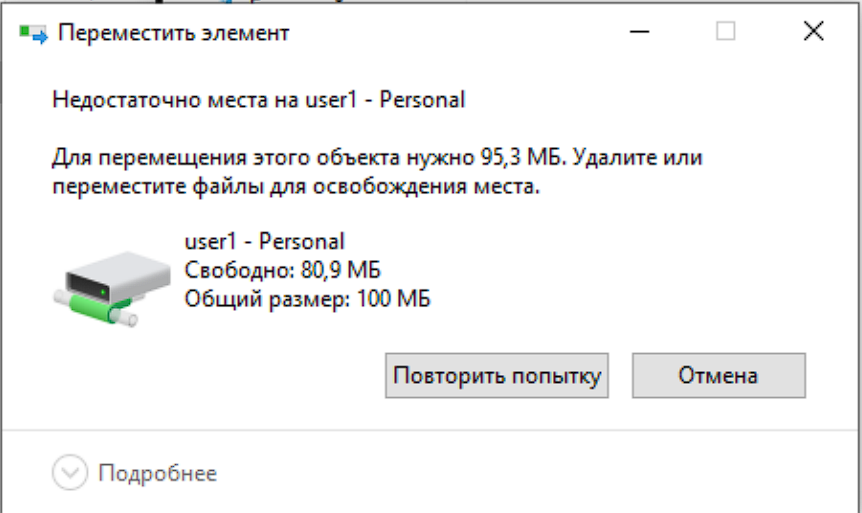 Переместить элемент
Недостаточно места на user1 - Personal
Для перемещения этого объекта нужно 95,3 МБ. Удалите или
переместите файлы для освобождения места.
user1 - Personal
Свободно: 80,9 МБ
Общий размер: 100 МБ
Повторить попытку
Отмена
Подробнее